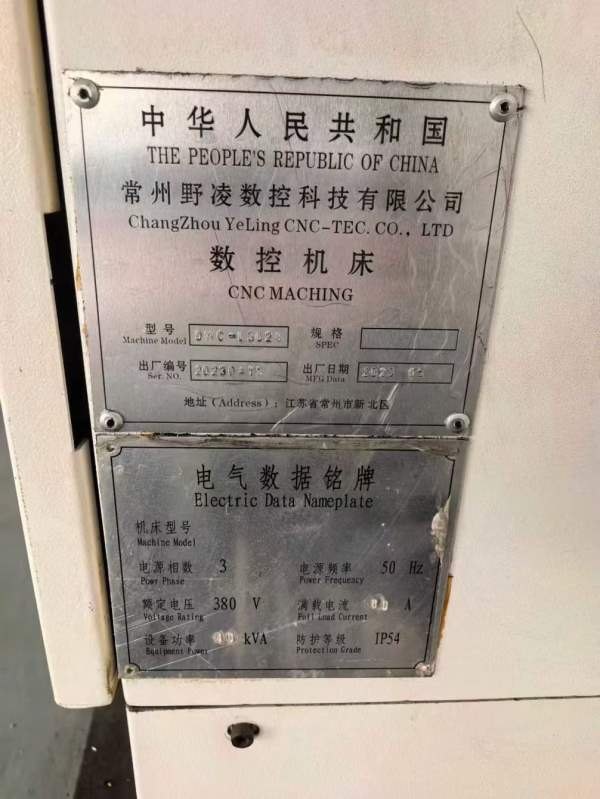 中华人民共和国
THE PEOPLE'S REPUBLIC OF CHINA
常州野凌数控科技有限公司
ChangZhou YeLing CNC-TEC. CO., LTD
数控机床
CNC MACHING
型号 规格
Machine Model SPEC
出厂编号 出厂日期 2023
Ser. NO. MFG Data
地址（Address）：江苏省常州市新北区
电气数据铭牌
Electric Data Nameplate
机床型号
Machine Model
电源相数 3 电源频率 50 Hz
Powr Phase Power Frequacy
额定电压 380 V 满载电流 A
Voltage Rating Full Load Current
设备功率 kVA 防护等级 IP54
Equipment Power Protection Grade